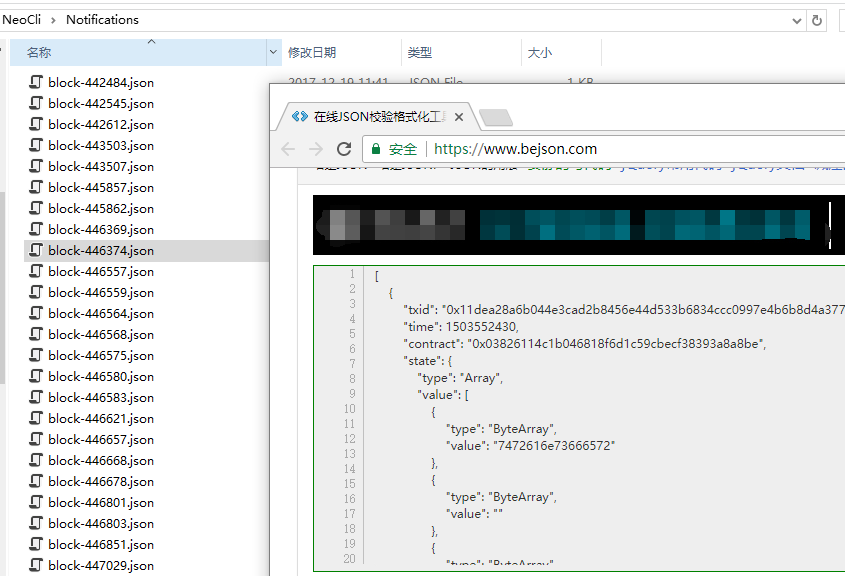 NeoCli > Notifications
名称 修改日期 类型 大小
block-442484.json 2017-12-19 11:41 JSON File 1 KB
block-442545.json
block-442612.json
block-443503.json
block-443507.json
block-445857.json
block-445862.json
block-446369.json
block-446374.json
block-446557.json
block-446559.json
block-446564.json
block-446568.json
block-446575.json
block-446580.json
block-446583.json
block-446621.json
block-446657.json
block-446668.json
block-446678.json
block-446801.json
block-446803.json
block-446851.json
block-447029.json
在线JSON校验格式化工
安全 https://www.bejson.com
1 [
2 {
3 "txid": "0x11dea28a6b044e3cad2b8456e44d533b6834ccc0997e4b6b8d4a377
4 "time": 1503552430,
5 "contract": "0x03826114c1b046818f6d1c59cbecf38393a8a8be",
6 "state": {
7 "type": "Array",
8 "value": [
9 {
10 "type": "ByteArray",
11 "value": "7472616e73666572"
12 },
13 {
14 "type": "ByteArray",
15 "value": ""
16 },
17 {
18 "type": "ByteArray"
19
20